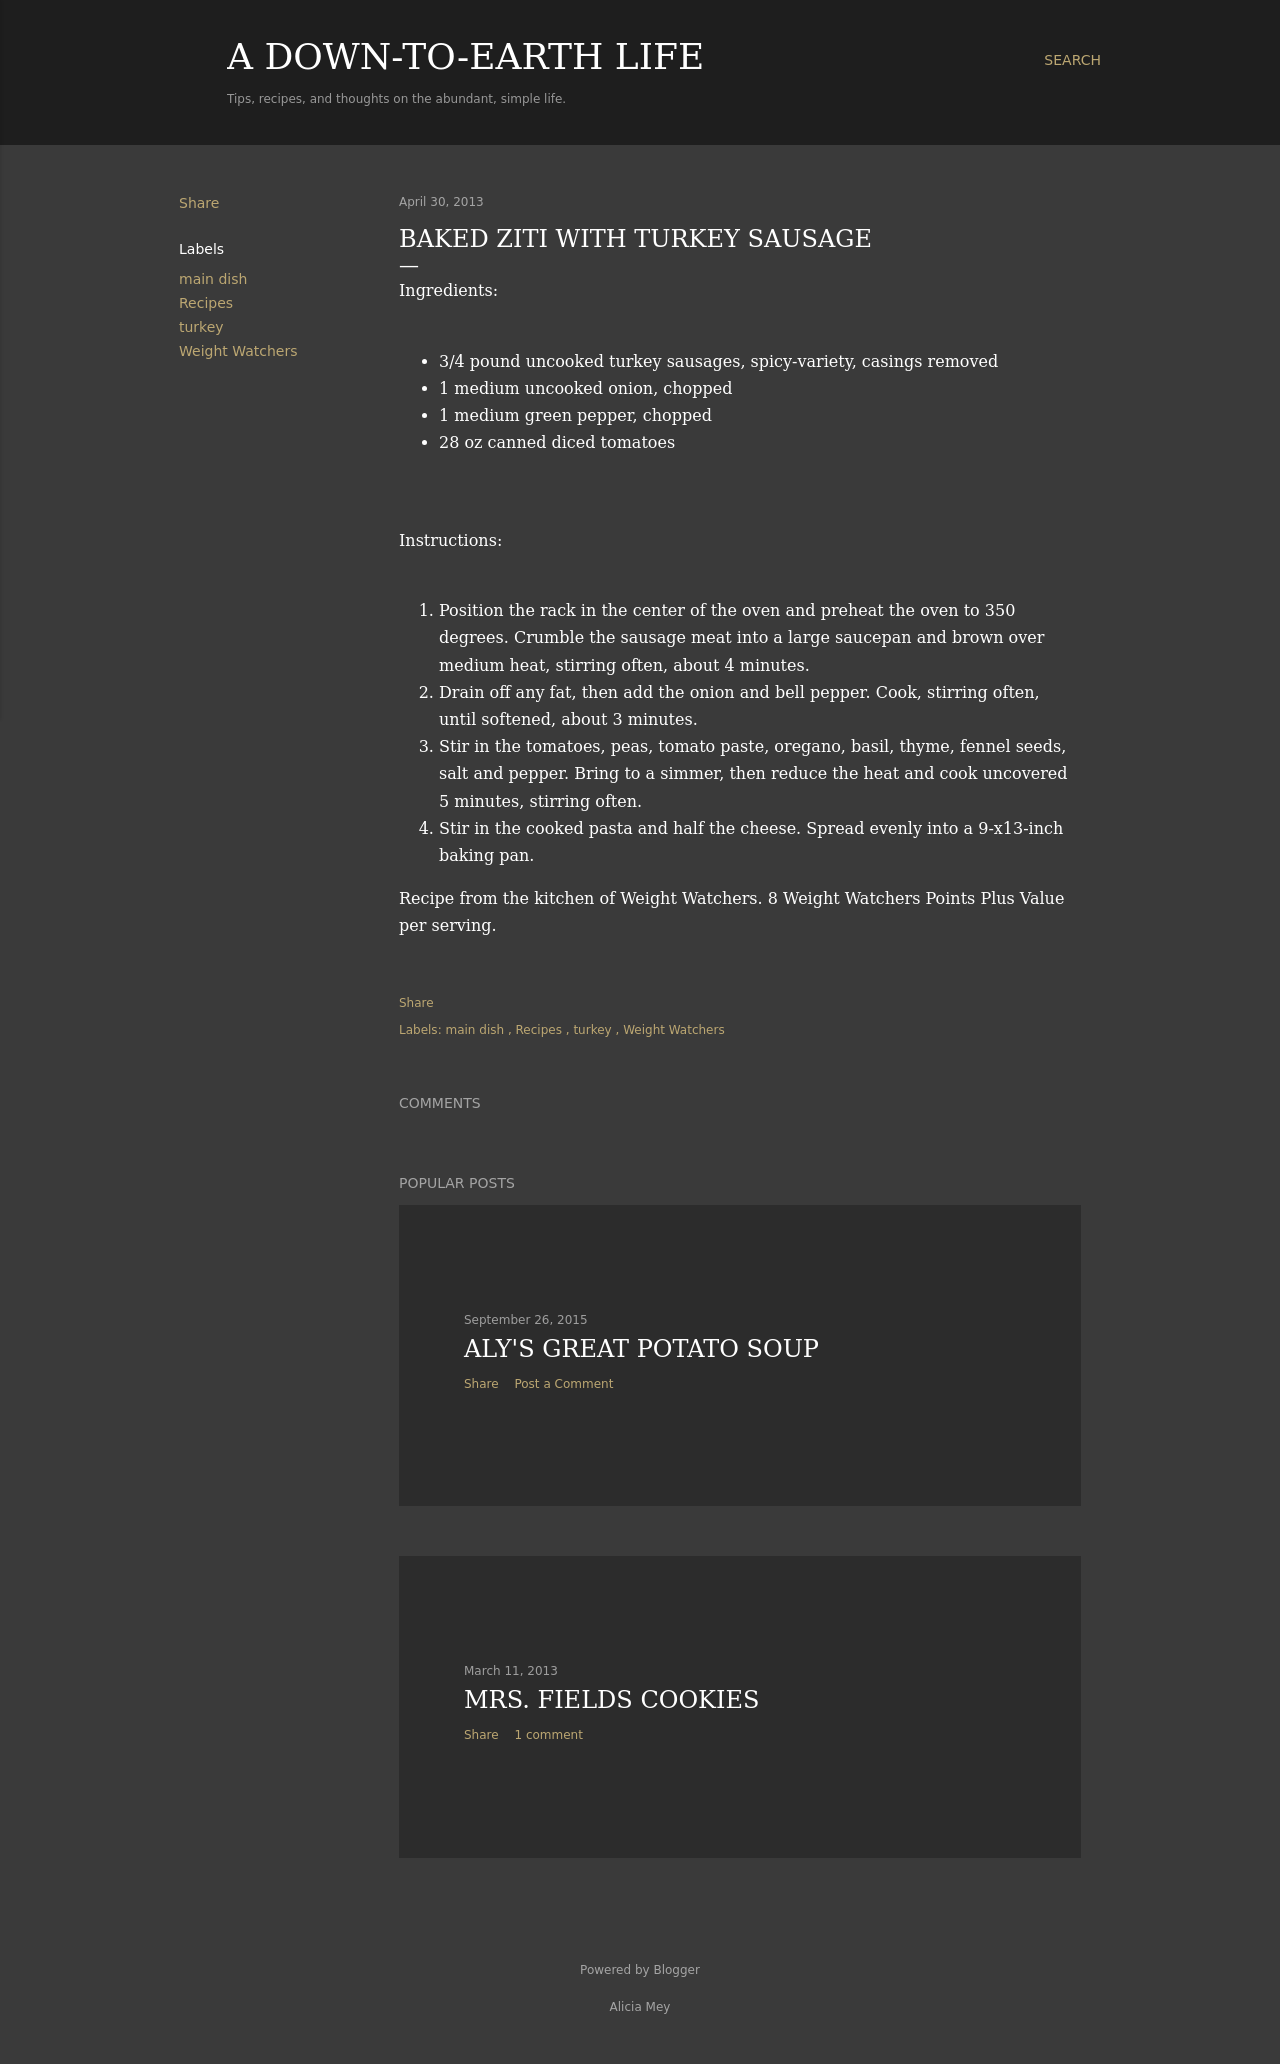 A DOWN-TO-EARTH LIFE
SEARCH
Tips, recipes, and thoughts on the abundant, simple life.
Share
Labels
main dish
Recipes
turkey
Weight Watchers
April 30, 2013
BAKED ZITI WITH TURKEY SAUSAGE
Ingredients:
• 3/4 pound uncooked turkey sausages, spicy-variety, casings removed
• 1 medium uncooked onion, chopped
• 1 medium green pepper, chopped
• 28 oz canned diced tomatoes
Instructions:
1. Position the rack in the center of the oven and preheat the oven to 350
degrees. Crumble the sausage meat into a large saucepan and brown over
medium heat, stirring often, about 4 minutes.
2. Drain off any fat, then add the onion and bell pepper. Cook, stirring often,
until softened, about 3 minutes.
3. Stir in the tomatoes, peas, tomato paste, oregano, basil, thyme, fennel seeds,
salt and pepper. Bring to a simmer, then reduce the heat and cook uncovered
5 minutes, stirring often.
4. Stir in the cooked pasta and half the cheese. Spread evenly into a 9-x13-inch
baking pan.
Recipe from the kitchen of Weight Watchers. 8 Weight Watchers Points Plus Value
per serving.
Share
Labels: main dish , Recipes , turkey , Weight Watchers
COMMENTS
POPULAR POSTS
September 26, 2015
ALY'S GREAT POTATO SOUP
Share Post a Comment
March 11, 2013
MRS. FIELDS COOKIES
Share 1 comment
Powered by Blogger
Alicia Mey